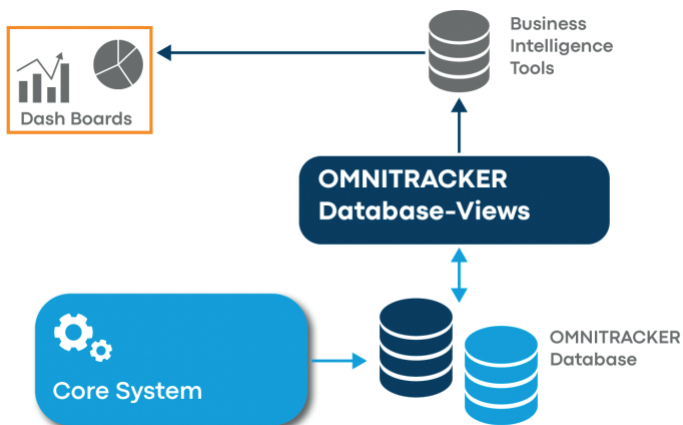 Business
Intelligence
Tools
Dash Boards
OMNITRACKER
Database-Views
OMNITRACKER
Database
Core System